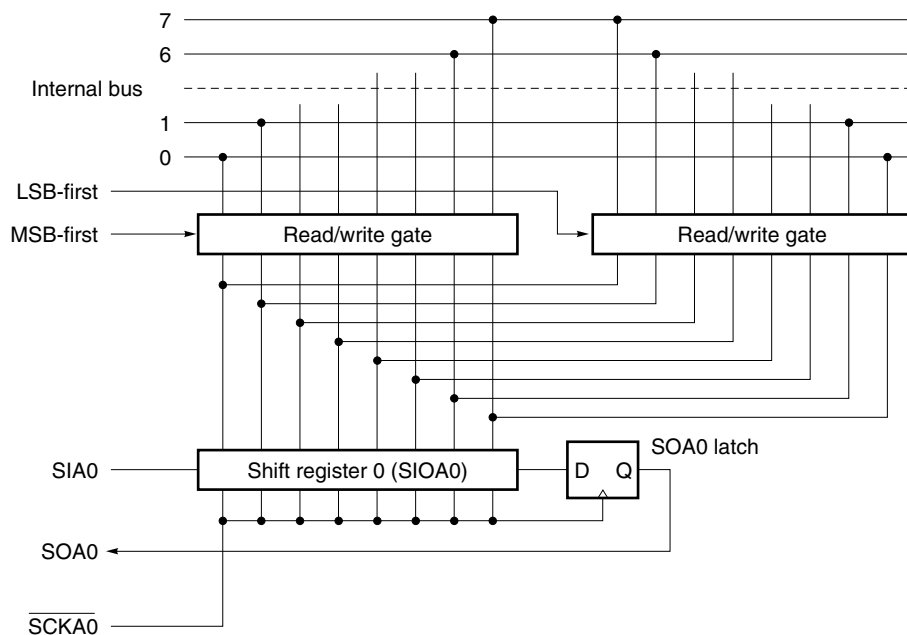 7
6
Internal bus
1
0
LSB-first
MSB-first
Read/write gate
Read/write gate
SOA0 latch
SIA0
Shift register 0 (SIOA0)
D
Q
SOA0
SCKA0